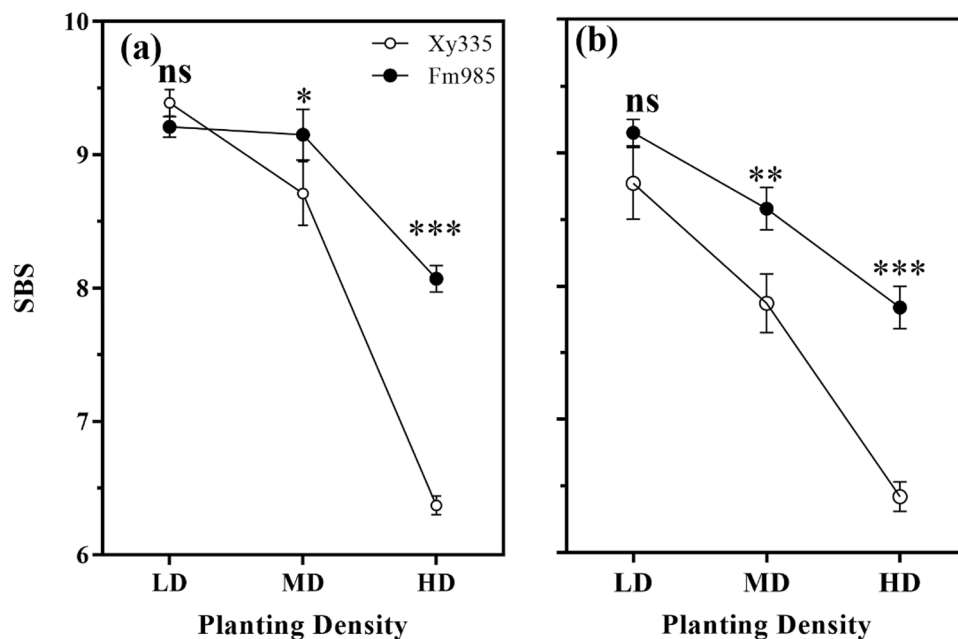 10
9
8
7
6
SBS
(a)
ns
*
***
Xy335
Fm985
LD MD HD
Planting Density
(b)
ns
**
***
LD MD HD
Planting Density